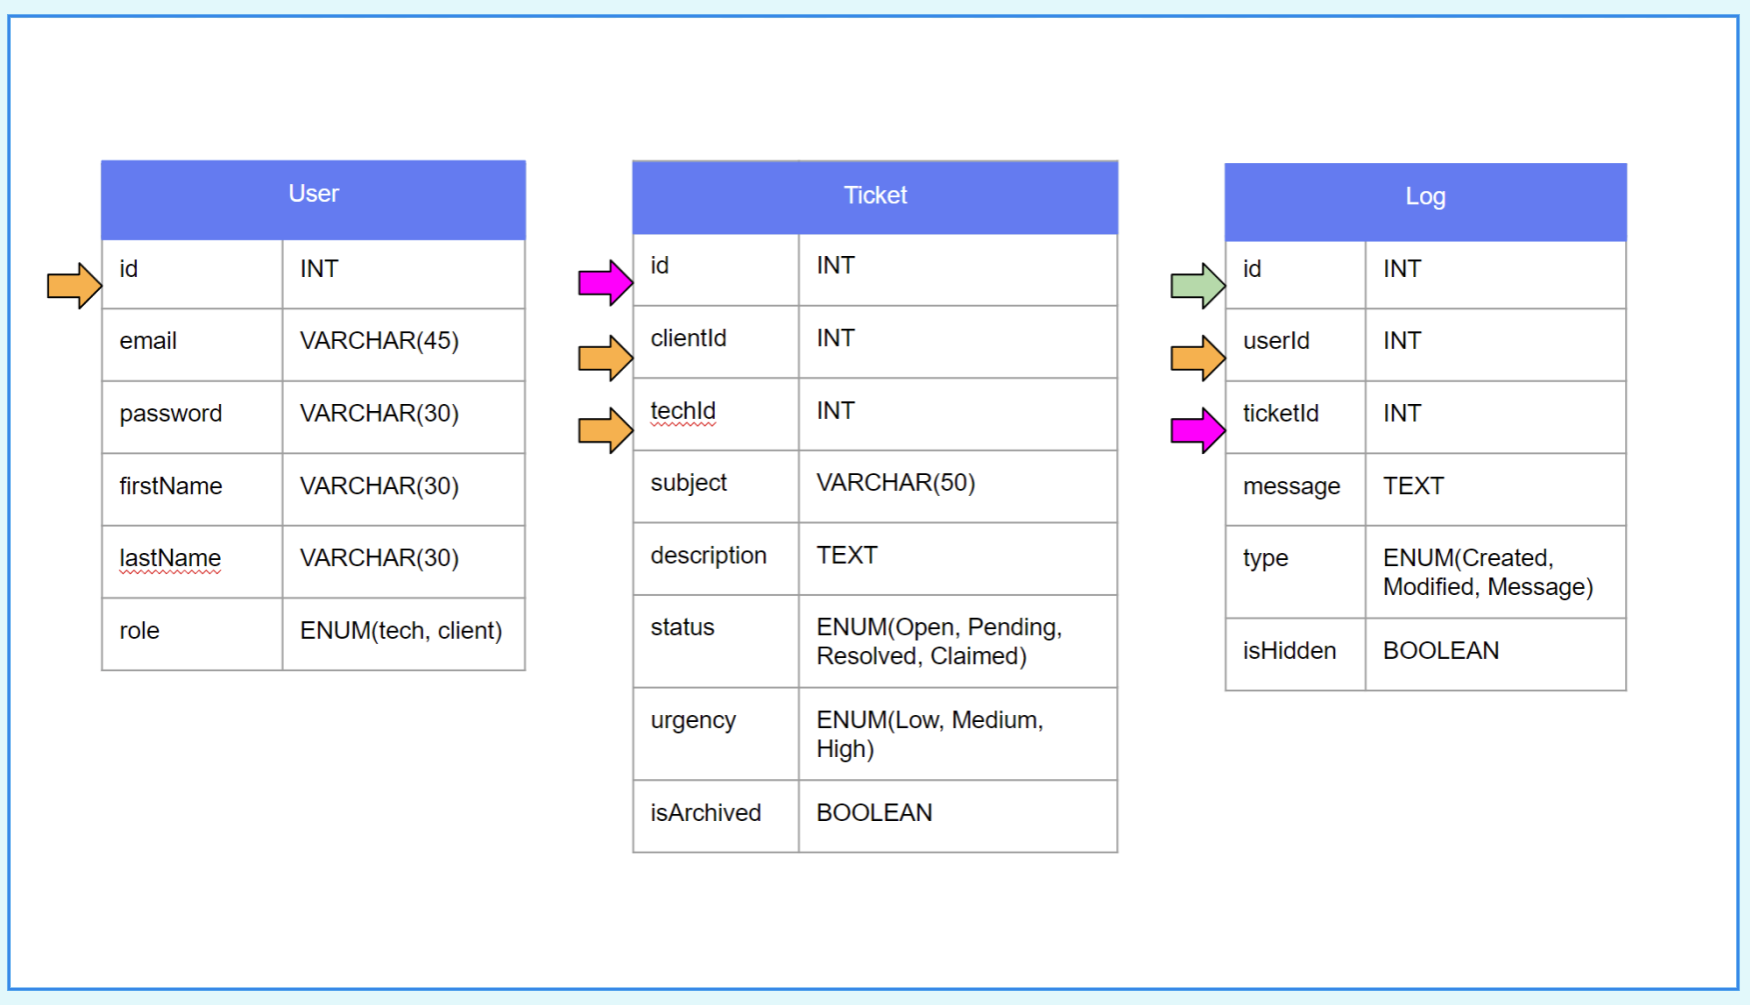 User
id INT
email VARCHAR(45)
password VARCHAR(30)
firstName VARCHAR(30)
lastName VARCHAR(30)
role ENUM(tech, client)
Ticket
id INT
clientId INT
techId INT
subject VARCHAR(50)
description TEXT
status ENUM(Open, Pending,
Resolved, Claimed)
urgency ENUM(Low, Medium,
High)
isArchived BOOLEAN
Log
id INT
userId INT
ticketId INT
message TEXT
type ENUM(Created,
Modified, Message)
isHidden BOOLEAN